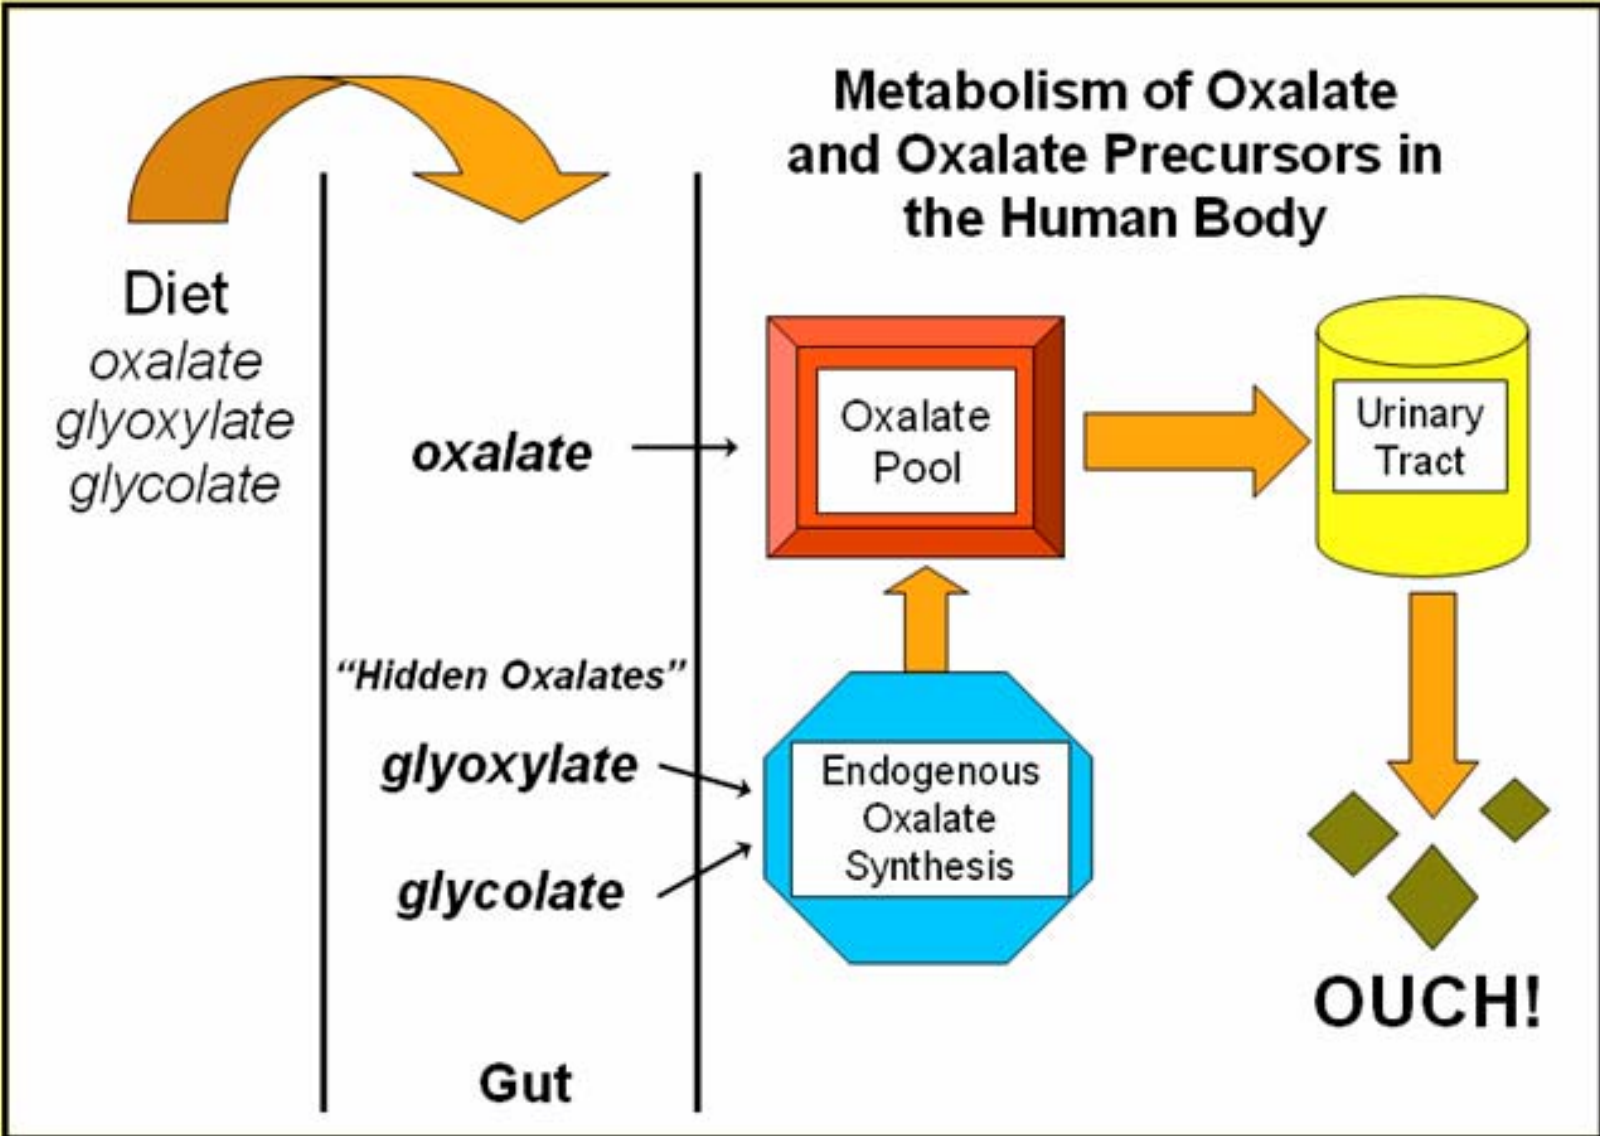 Metabolism of Oxalate
and Oxalate Precursors in
the Human Body
Diet
oxalate
glyoxylate
glycolate
oxalate
“Hidden Oxalates”
glyoxylate
glycolate
Gut
Oxalate
Pool
Endogenous
Oxalate
Synthesis
Urinary
Tract
OUCH!